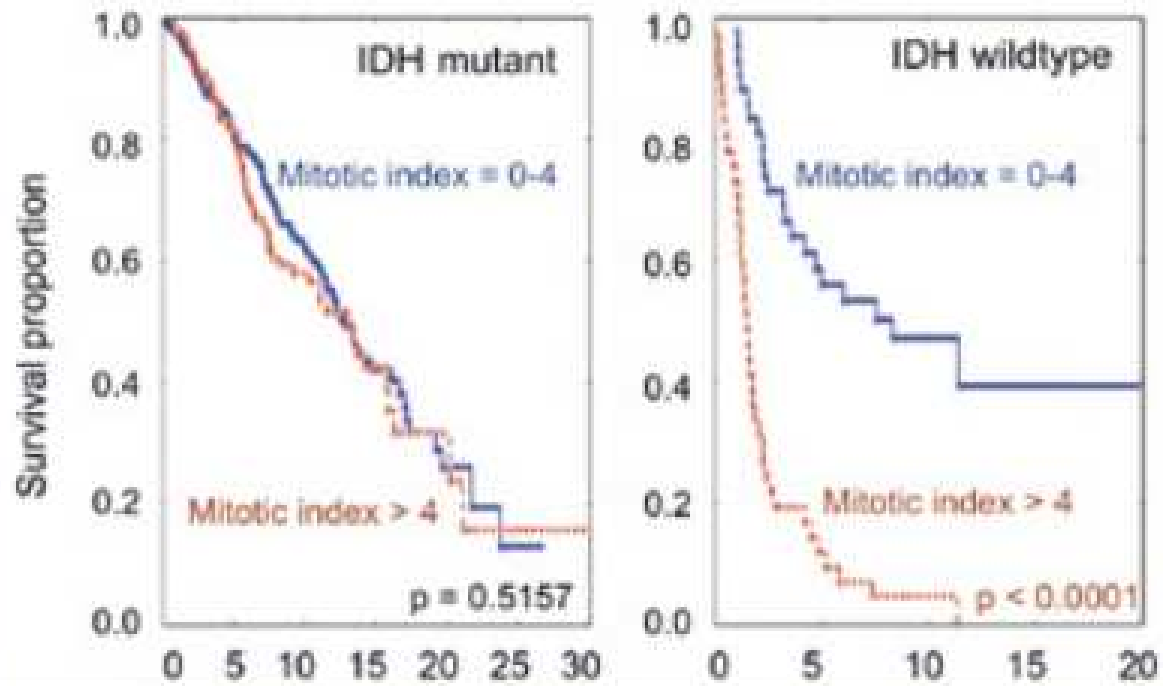 Survival proportion
1.0
0.8
0.6
0.4
0.2
0.0
IDH mutant
Mitotic index = 0-4
Mitotic index > 4
p = 0.5157
0 5 10 15 20 25 30
1.0
0.8
0.6
0.4
0.2
0.0
IDH wildtype
Mitotic index = 0-4
Mitotic index > 4
p < 0.0001
0 5 10 15 20